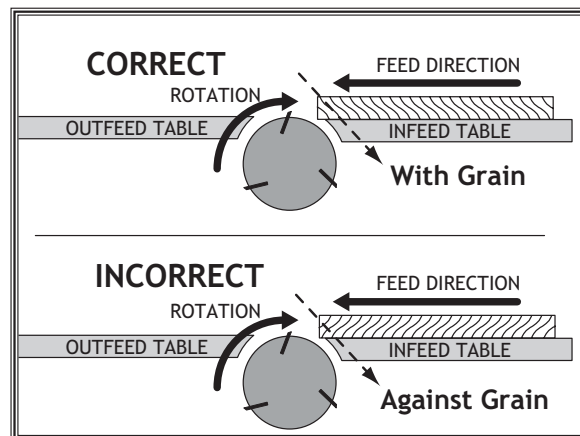 CORRECT
FEED DIRECTION
ROTATION
OUTFEED TABLE
INFEED TABLE
With Grain
INCORRECT
FEED DIRECTION
ROTATION
OUTFEED TABLE
INFEED TABLE
Against Grain